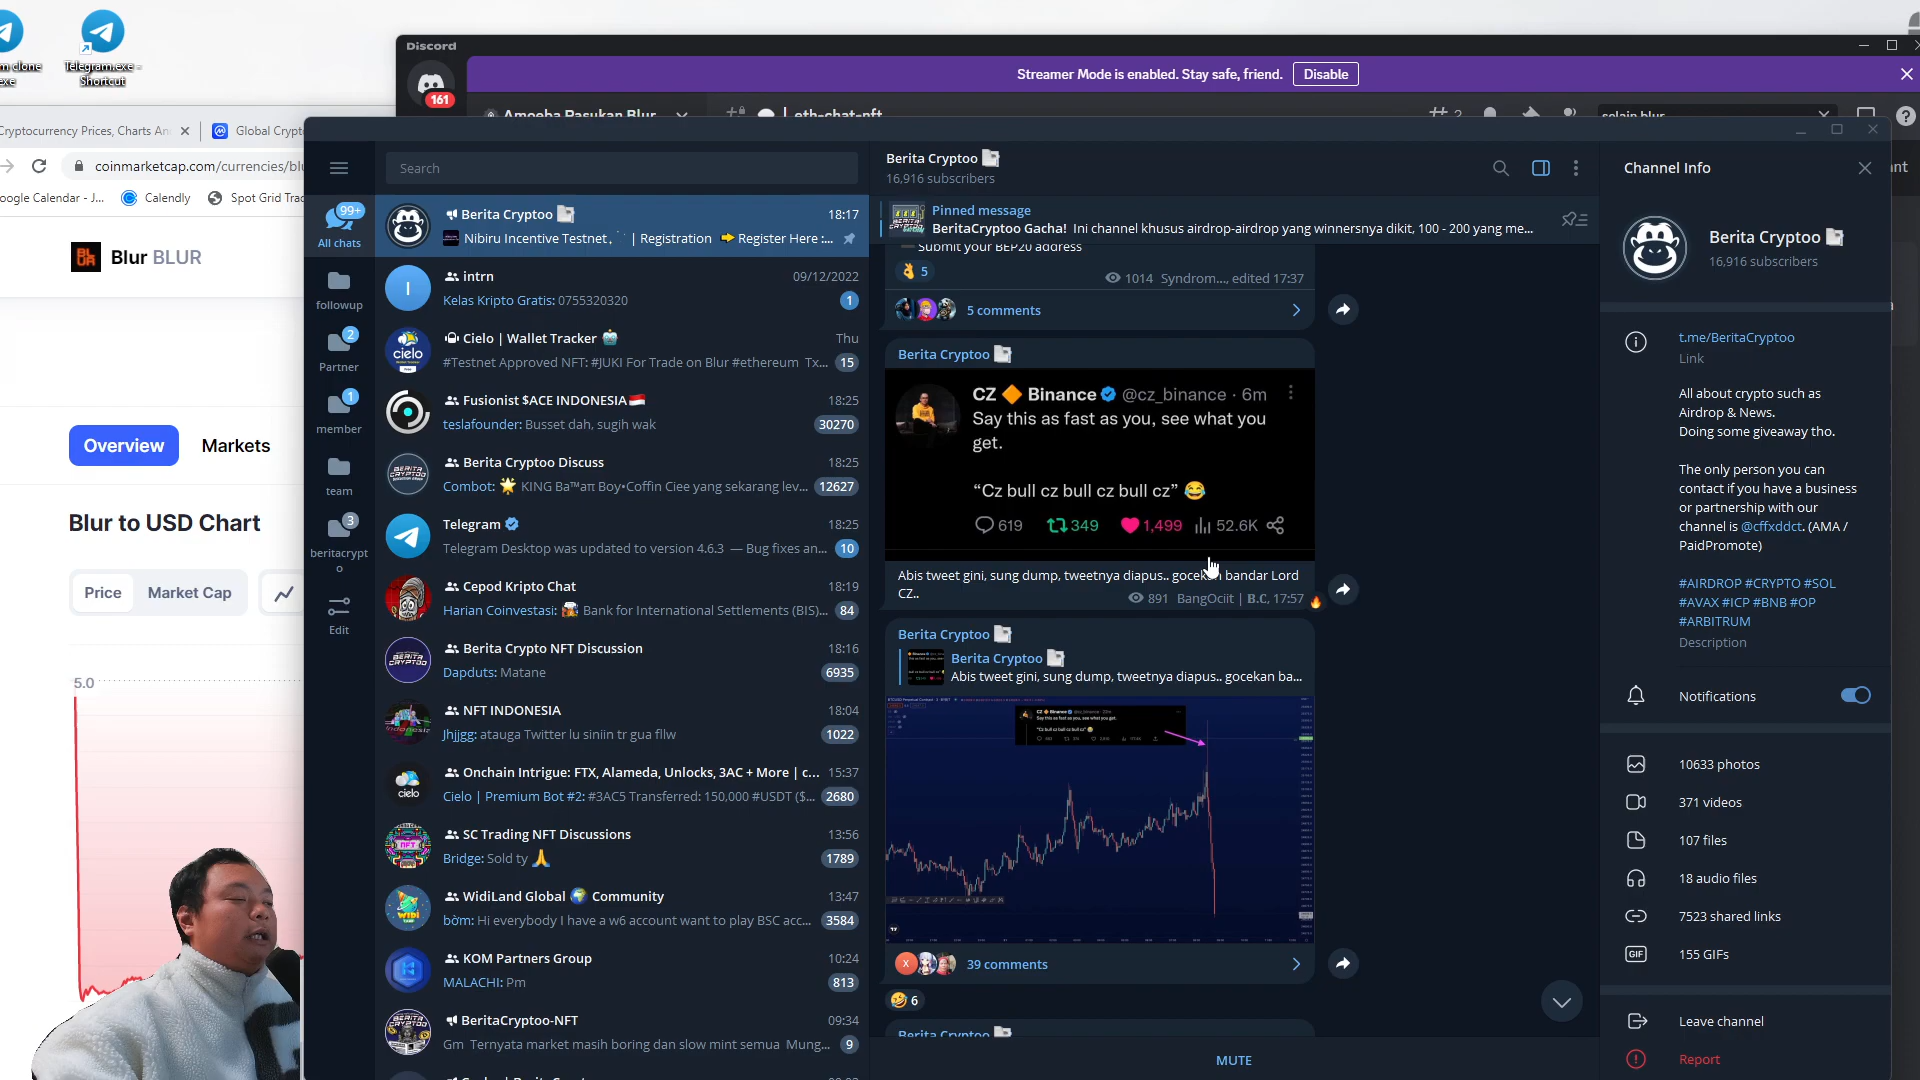 Telegram.exe - Shortcut
Discord
Streamer Mode is enabled. Stay safe, friend.
Disable
161
Amoeba Pasukan Blur
eth-chat-nft
Cryptocurrency Prices, Charts An
Global Crypt
coinmarketcap.com/currencies/blu
oogle Calendar - J...
Calendly
Spot Grid Trad
Blur BLUR
Overview
Markets
Blur to USD Chart
Price
Market Cap
5.0
99+
All chats
followup
2
Partner
1
member
team
3
beritacrypt
o
Edit
Search
Berita Cryptoo
18:17
Nibiru Incentive Testnet.
| Registration
Register Here :...
intrn
09/12/2022
Kelas Kripto Gratis: 0755320320
1
Cielo | Wallet Tracker
Thu
#Testnet Approved NFT: #JUKI For Trade on Blur #ethereum Tx...
15
Fusionist $ACE INDONESIA
18:25
teslafounder: Busset dah, sugih wak
30270
Berita Cryptoo Discuss
18:25
Combot: 🌟 KING Ba™aπ Boy•Coffin Ciee yang sekarang lev...
12627
Telegram
18:25
Telegram Desktop was updated to version 4.6.3 — Bug fixes an...
10
Cepod Kripto Chat
18:19
Harian Coinvestasi: Bank for International Settlements (BIS)...
84
Berita Crypto NFT Discussion
18:16
Dapduts: Matane
6935
NFT INDONESIA
18:04
Jhjjgg: atauga Twitter lu siniin tr gua fllw
1022
Onchain Intrigue: FTX, Alameda, Unlocks, 3AC + More | c...
15:37
Cielo | Premium Bot #2: #3AC5 Transferred: 150,000 #USDT ($...
2680
SC Trading NFT Discussions
13:56
Bridge: Sold ty 🙏
1789
WidiLand Global 🌍 Community
13:47
bờm: Hi everybody I have a w6 account want to play BSC acc...
3584
KOM Partners Group
10:24
MALACHI: Pm
813
BeritaCryptoo-NFT
09:34
Gm Ternyata market masih boring dan slow mint semua Mung...
9
Berita Cryptoo
16,916 subscribers
Pinned message
BeritaCryptoo Gacha! Ini channel khusus airdrop-airdrop yang winnersnya dikit, 100 - 200 yang me...
Submit your BEP20 address
👌 5
1014 Syndrom..., edited 17:37
5 comments
Berita Cryptoo
CZ 🔶 Binance @cz_binance · 6m
Say this as fast as you, see what you
get.
“Cz bull cz bull cz bull cz” 😂
619
349
1,499
52.6K
Abis tweet gini, sung dump, tweetnya diapus.. gocekan bandar Lord
CZ..
891 BangOciit | B.C, 17:57
Berita Cryptoo
Berita Cryptoo
Abis tweet gini, sung dump, tweetnya diapus.. gocekan ba...
39 comments
🤣 6
Berita Cryptoo
MUTE
Channel Info
Berita Cryptoo
16,916 subscribers
t.me/BeritaCryptoo
Link
All about crypto such as
Airdrop & News.
Doing some giveaway tho.
The only person you can
contact if you have a business
or partnership with our
channel is @cffxddct. (AMA /
PaidPromote)
#AIRDROP #CRYPTO #SOL
#AVAX #ICP #BNB #OP
#ARBITRUM
Description
Notifications
10633 photos
371 videos
107 files
18 audio files
7523 shared links
155 GIFs
Leave channel
Report